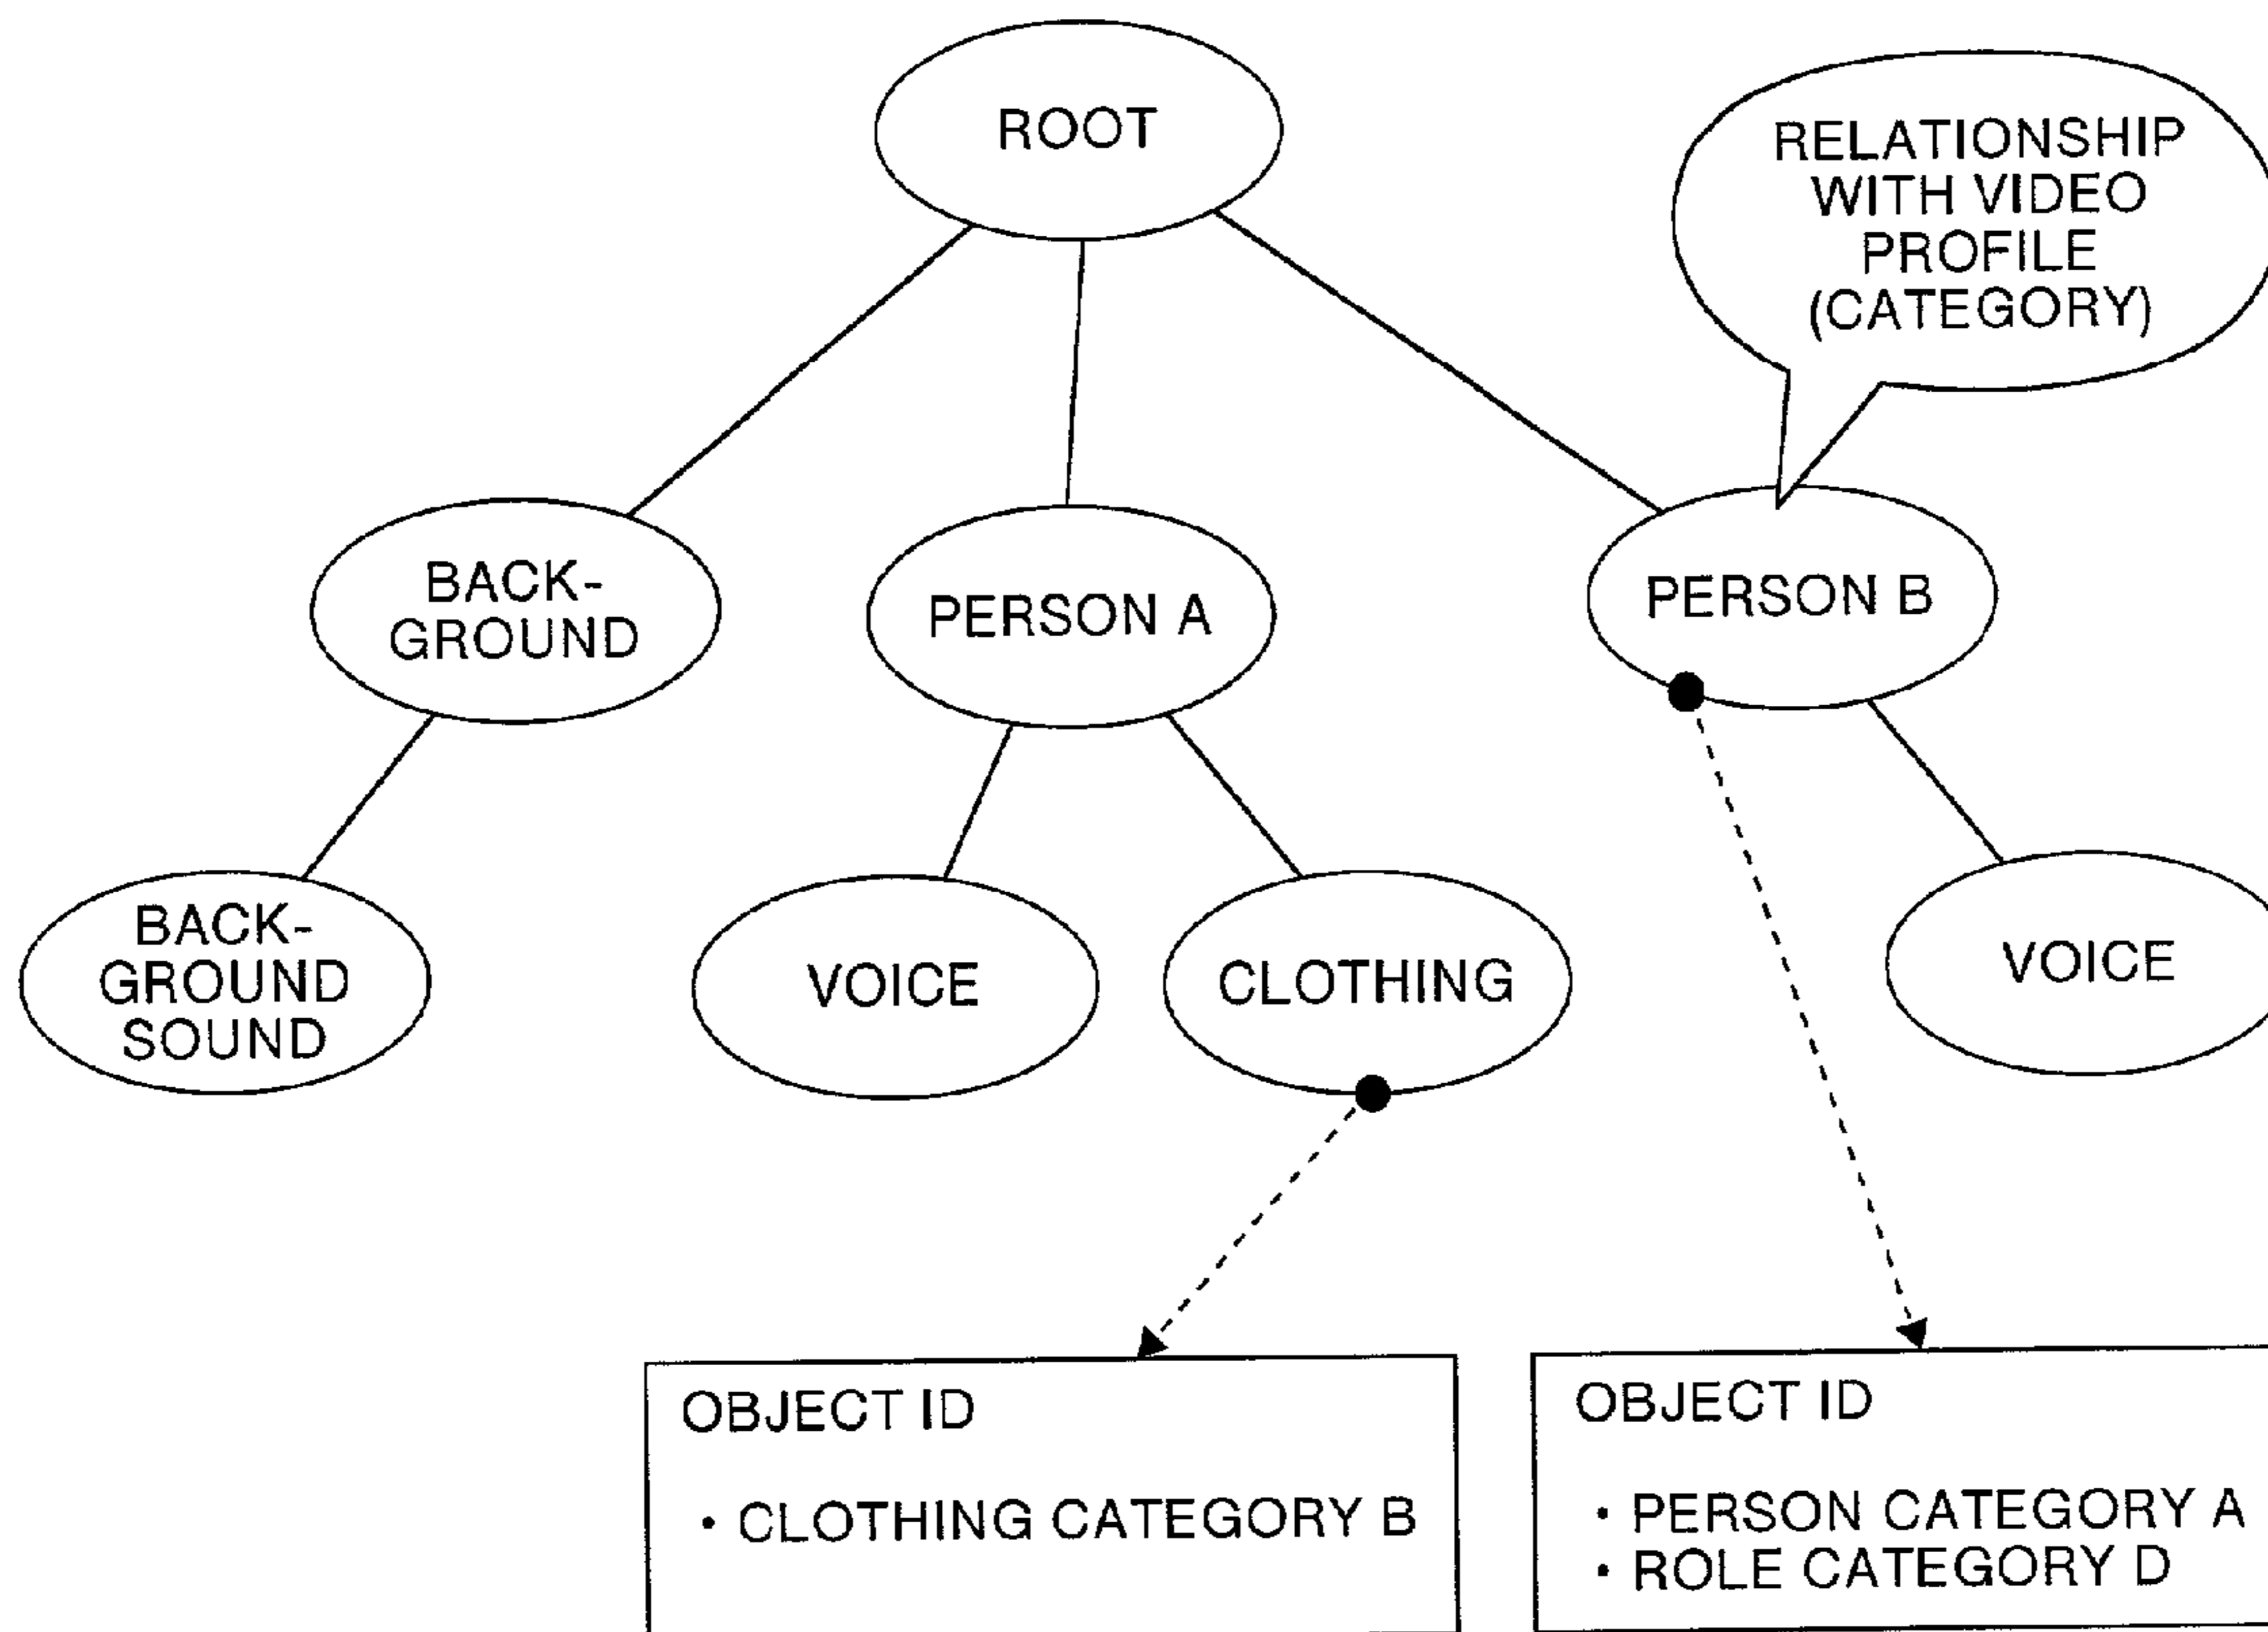 ROOT
RELATIONSHIP
WITH VIDEO
PROFILE
(CATEGORY)
BACK-
GROUND
PERSON A
PERSON B
BACK-
GROUND
SOUND
VOICE
CLOTHING
VOICE
OBJECT ID
• CLOTHING CATEGORY B
OBJECT ID
• PERSON CATEGORY A
• ROLE CATEGORY D